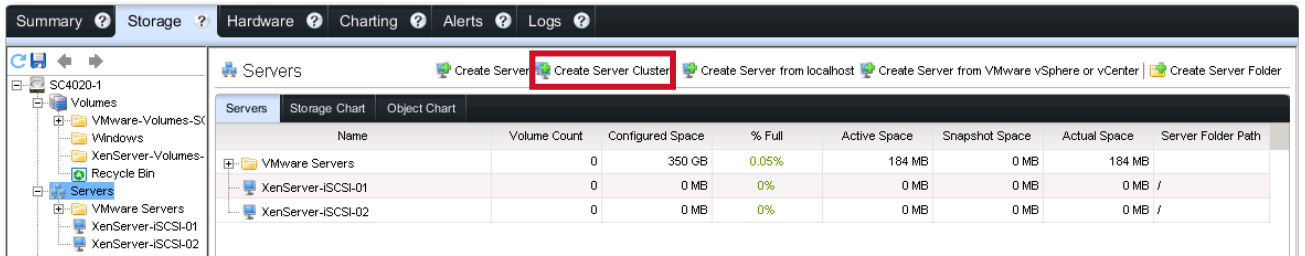 Summary ? Storage ? Hardware ? Charting ? Alerts ? Logs ?
SC4020-1
Volumes
VMware-Volumes-S
Windows
XenServer-Volumes-
Recycle Bin
Servers
VMware Servers
XenServer-iSCSI-01
XenServer-iSCSI-02
Servers Create Server Create Server Cluster Create Server from localhost Create Server from VMware vSphere or vCenter Create Server Folder
Servers Storage Chart Object Chart
Name Volume Count Configured Space % Full Active Space Snapshot Space Actual Space Server Folder Path
VMware Servers 0 350 GB 0.05% 184 MB 0 MB 184 MB
XenServer-iSCSI-01 0 0 MB 0% 0 MB 0 MB 0 MB /
XenServer-iSCSI-02 0 0 MB 0% 0 MB 0 MB 0 MB /